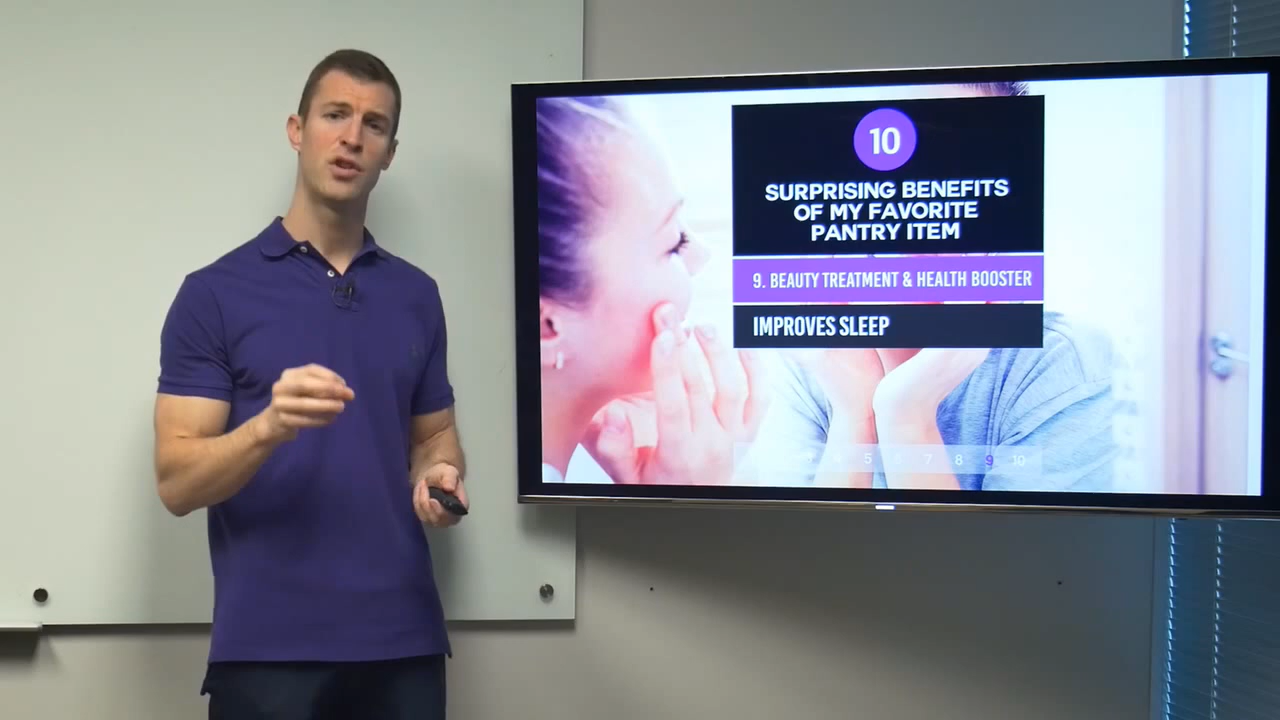 10
SURPRISING BENEFITS
OF MY FAVORITE
PANTRY ITEM
9. BEAUTY TREATMENT & HEALTH BOOSTER
IMPROVES SLEEP
4 5 6 7 8 9 10